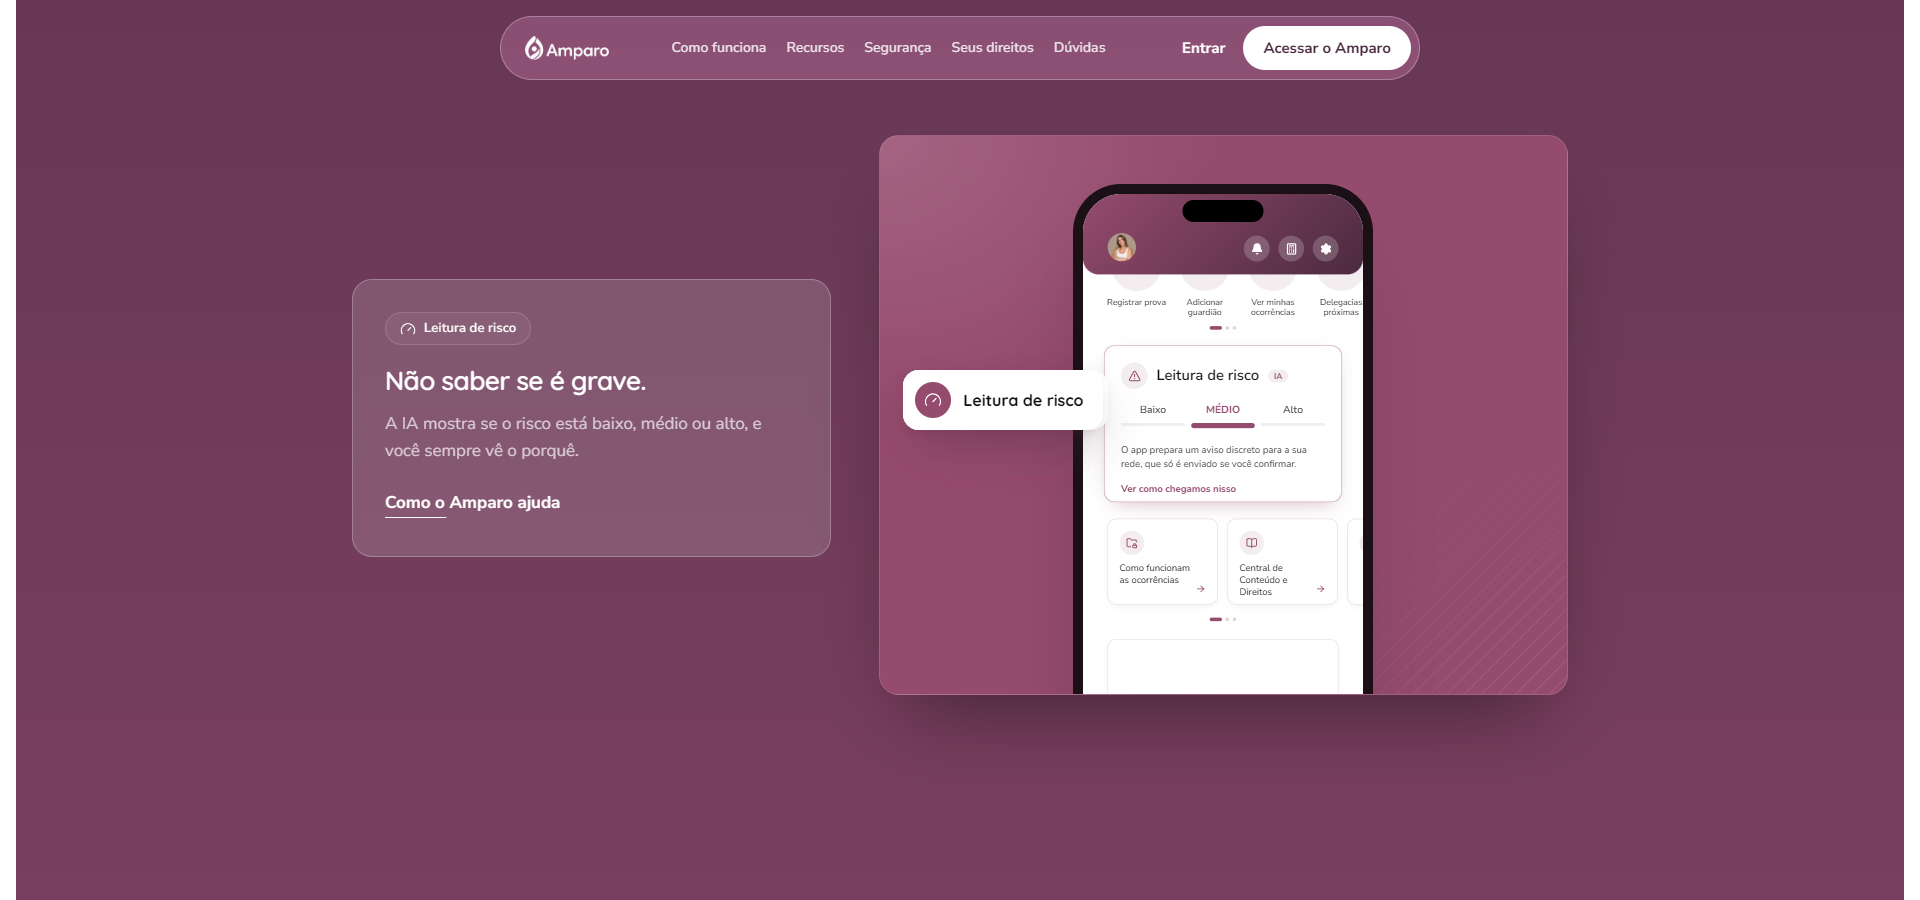 Amparo
Como funciona
Recursos
Segurança
Seus direitos
Dúvidas
Entrar
Acessar o Amparo
Leitura de risco
Não saber se é grave.
A IA mostra se o risco está baixo, médio ou alto, e
você sempre vê o porquê.
Como o Amparo ajuda
Leitura de risco
Registrar prova
Adicionar
guardião
Ver minhas
ocorrências
Delegacias
próximas
Leitura de risco
IA
Baixo
MÉDIO
Alto
O app prepara um aviso discreto para a sua
rede, que só é enviado se você confirmar.
Ver como chegamos nisso
Como funcionam
as ocorrências
Central de
Conteúdo e
Direitos